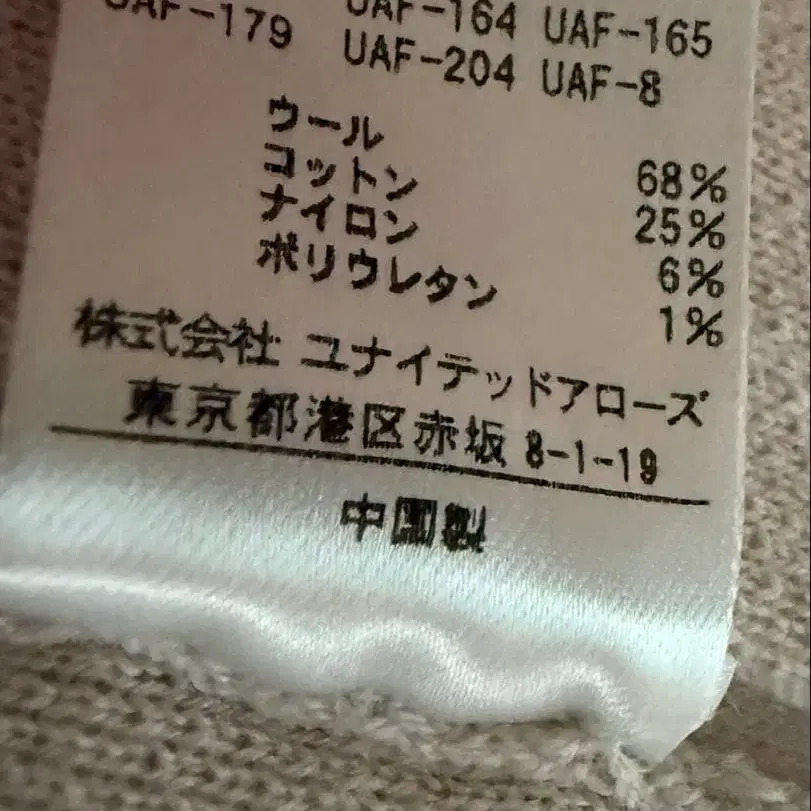 UAF-179 UAF-164 UAF-165
UAF-204 UAF-8
ウール 68%
コットン 25%
ナイロン 6%
ポリウレタン 1%
株式会社 ユナイテッドアローズ
東京都港区赤坂 8-1-19
中国製